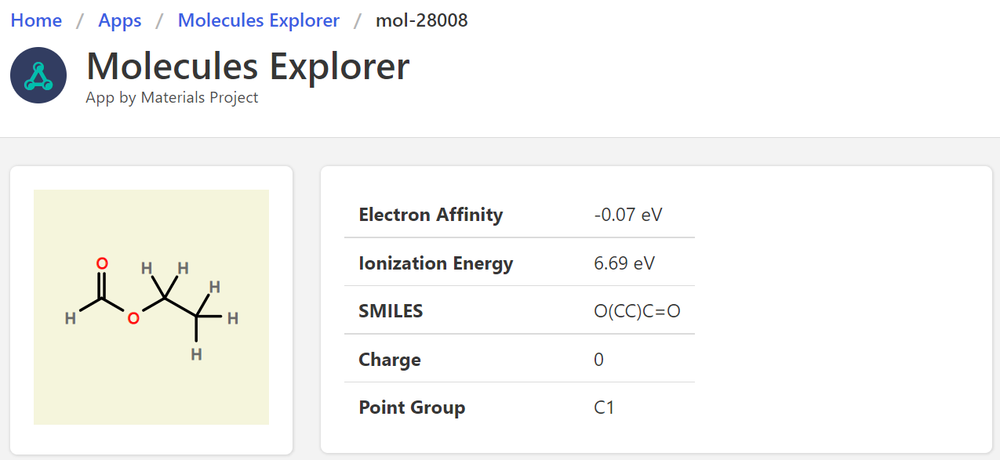 Home / Apps / Molecules Explorer / mol-28008
Molecules Explorer
App by Materials Project
O
H H
H
H O H
H
Electron Affinity -0.07 eV
Ionization Energy 6.69 eV
SMILES O(CC)C=O
Charge 0
Point Group C1